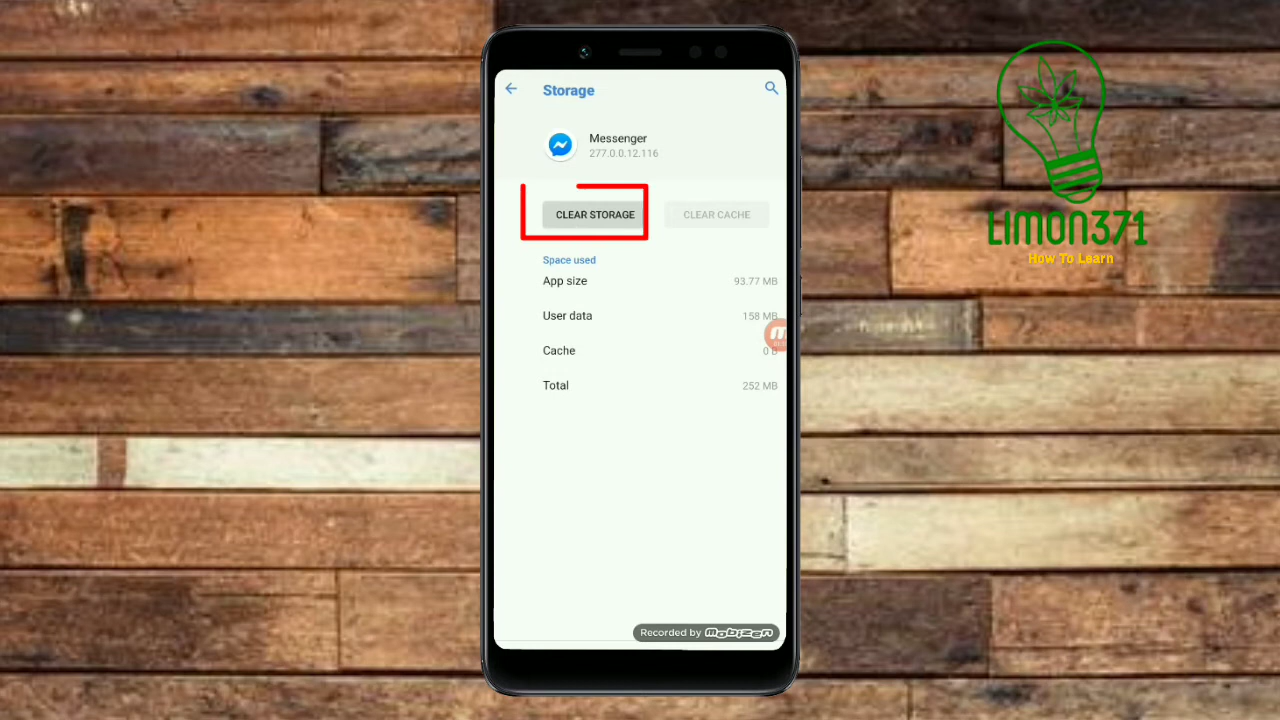 Storage
Messenger
277.0.0.12.116
CLEAR STORAGE CLEAR CACHE
Space used
App size 93.77 MB
User data 158 MB
Cache 0 B
Total 252 MB
Recorded by mobizen
LIMON371
How To Learn